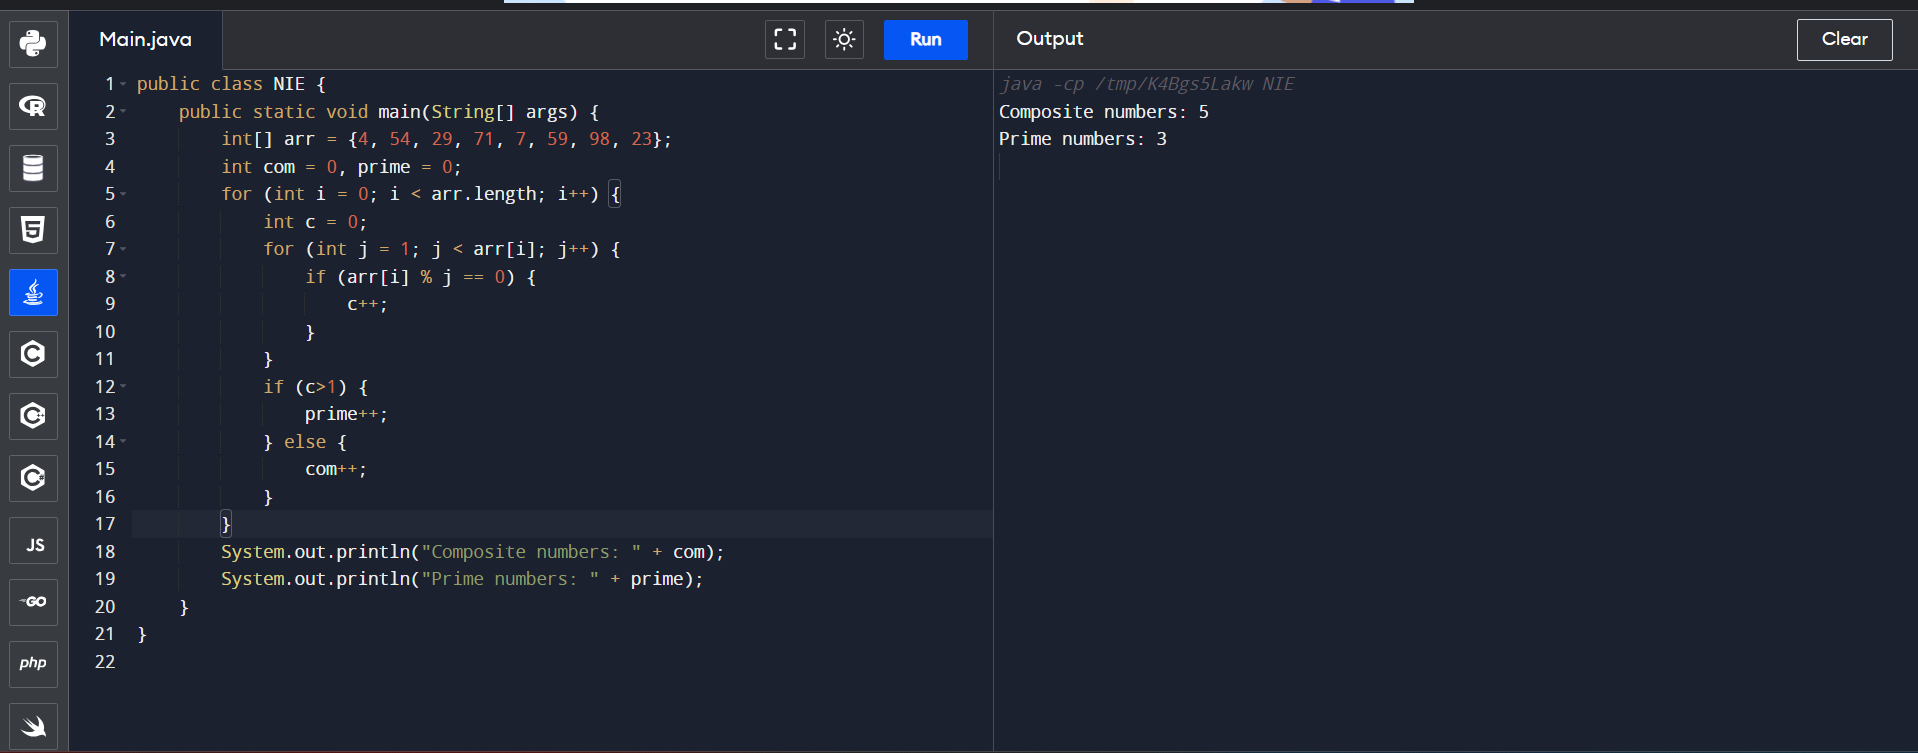 Main.java
Run
Output
Clear
1 public class NIE {
2 public static void main(String[] args) {
3 int[] arr = {4, 54, 29, 71, 7, 59, 98, 23};
4 int com = 0, prime = 0;
5 for (int i = 0; i < arr.length; i++) {
6 int c = 0;
7 for (int j = 1; j < arr[i]; j++) {
8 if (arr[i] % j == 0) {
9 c++;
10 }
11 }
12 if (c>1) {
13 prime++;
14 } else {
15 com++;
16 }
17 }
18 System.out.println("Composite numbers: " + com);
19 System.out.println("Prime numbers: " + prime);
20 }
21 }
22
java -cp /tmp/K4Bgs5Lakw NIE
Composite numbers: 5
Prime numbers: 3
R
5
C
C
C
JS
GO
php